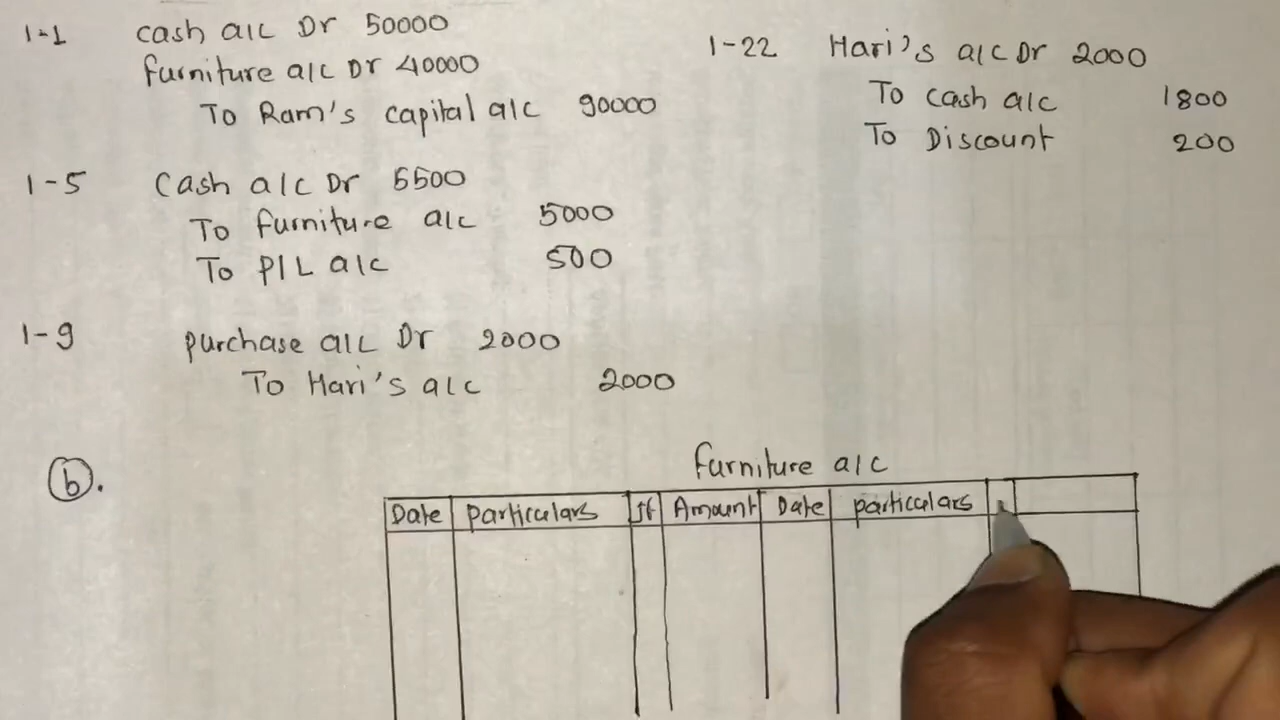 1-1 cash a/c Dr 50000
furniture a/c Dr 40000
To Ram's capital a/c 90000
1-5 Cash a/c Dr 5500
To furniture a/c 5000
To P/L a/c 500
1-9 purchase a/c Dr 2000
To Hari's a/c 2000
1-22 Hari's a/c Dr 2000
To cash a/c 1800
To Discount 200
(b).
furniture a/c
Date particulars Jf Amount Date particulars